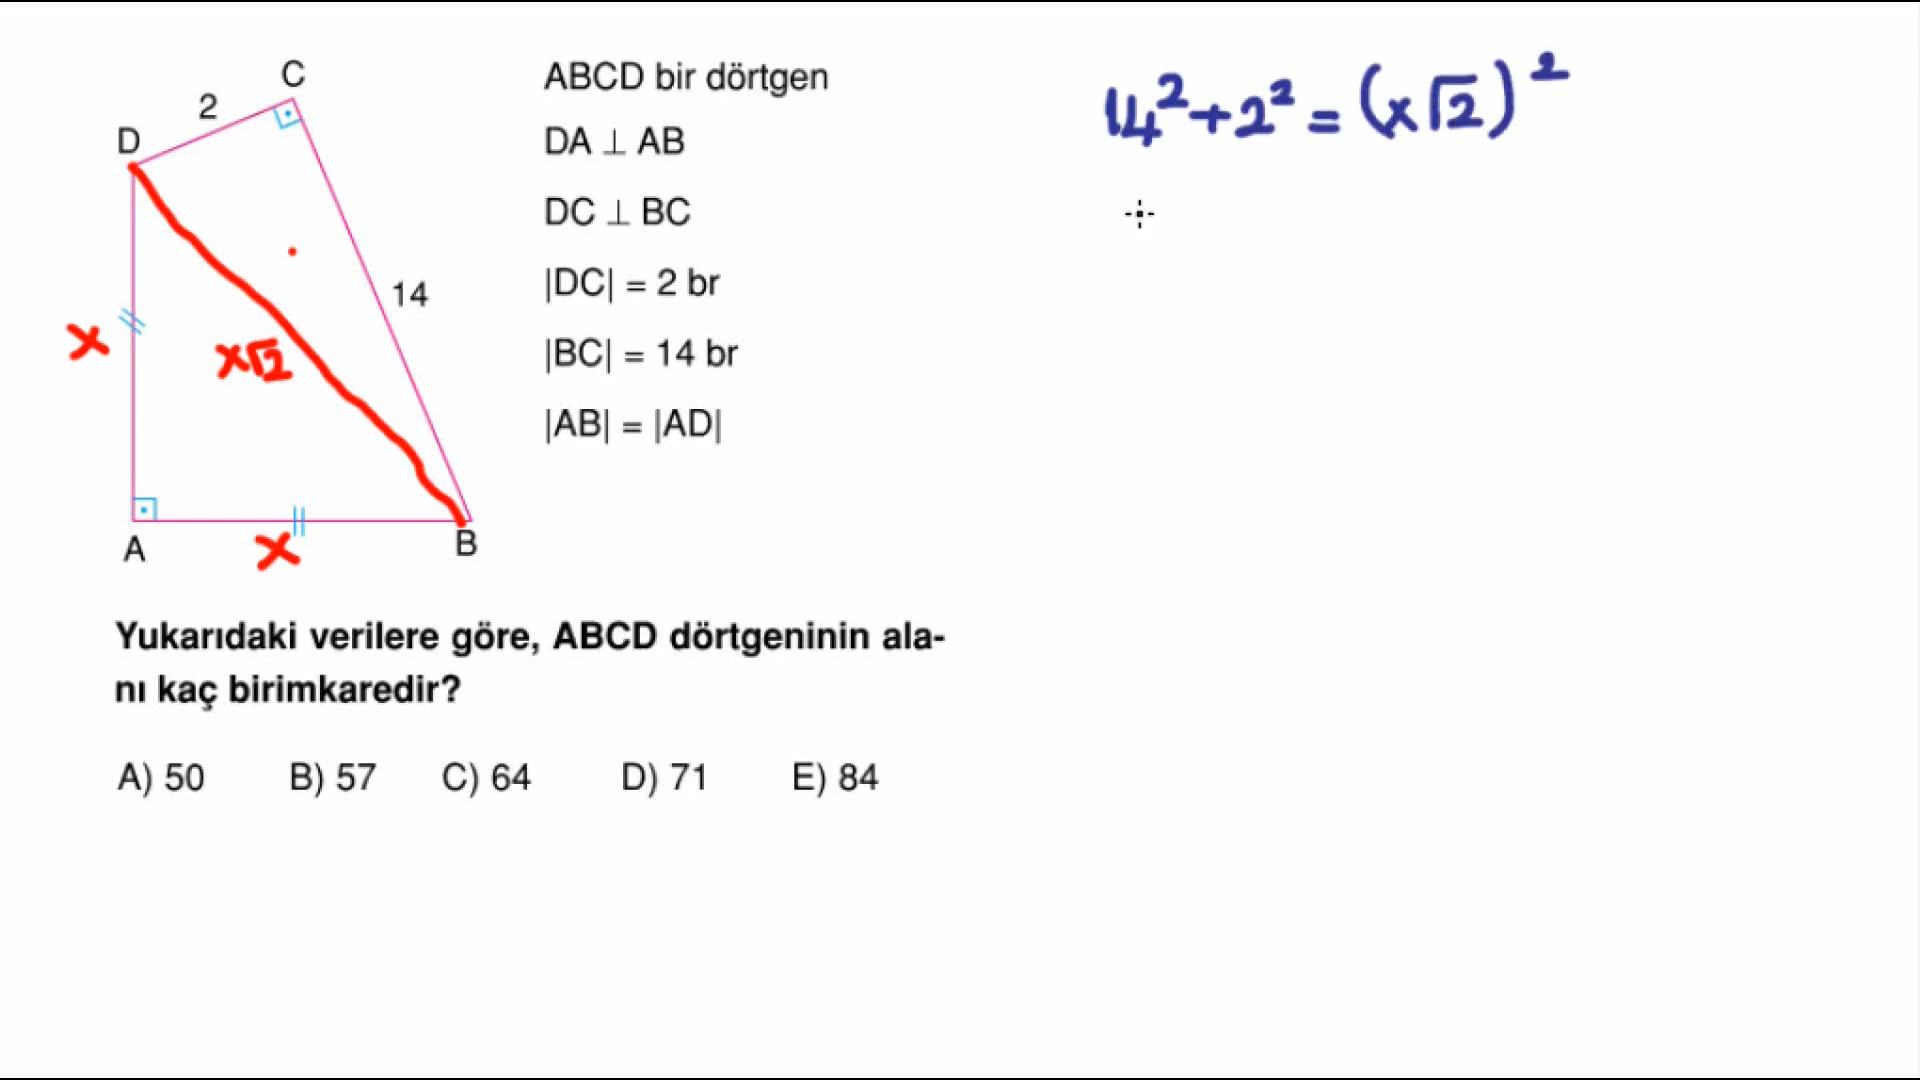 C
2
D
14
x
x√2
A
x
B
ABCD bir dörtgen
DA ⊥ AB
DC ⊥ BC
|DC| = 2 br
|BC| = 14 br
|AB| = |AD|
14² + 2² = (x√2)²
Yukarıdaki verilere göre, ABCD dörtgeninin ala-
nı kaç birimkaredir?
A) 50 B) 57 C) 64 D) 71 E) 84